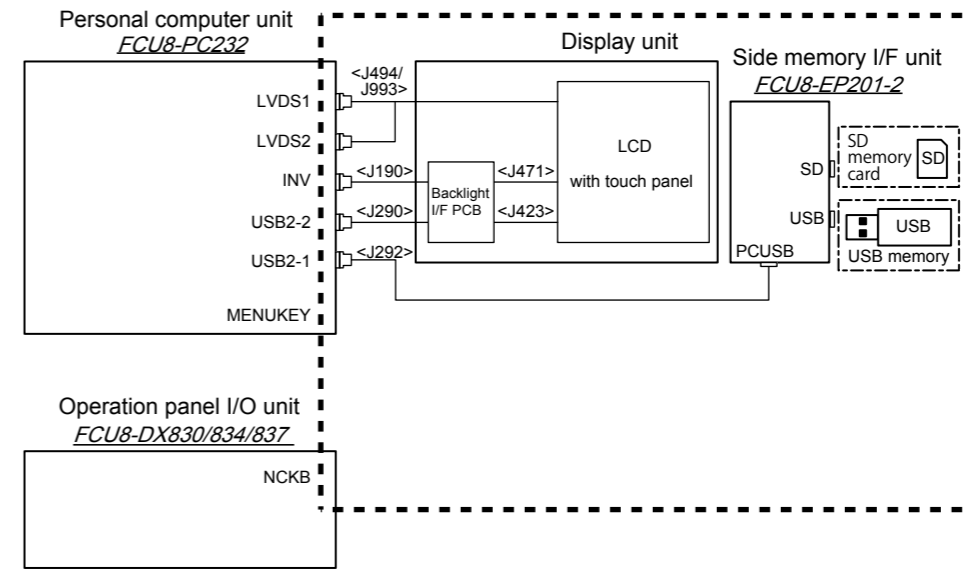 Personal computer unit
FCU8-PC232
LVDS1
LVDS2
INV
USB2-2
USB2-1
MENUKEY
<J494/
J993>
<J190>
<J290>
<J292>
Display unit
Backlight
I/F PCB
<J471>
<J423>
LCD
with touch panel
Side memory I/F unit
FCU8-EP201-2
SD
USB
PCUSB
SD
memory
card
SD
USB
USB memory
Operation panel I/O unit
FCU8-DX830/834/837
NCKB